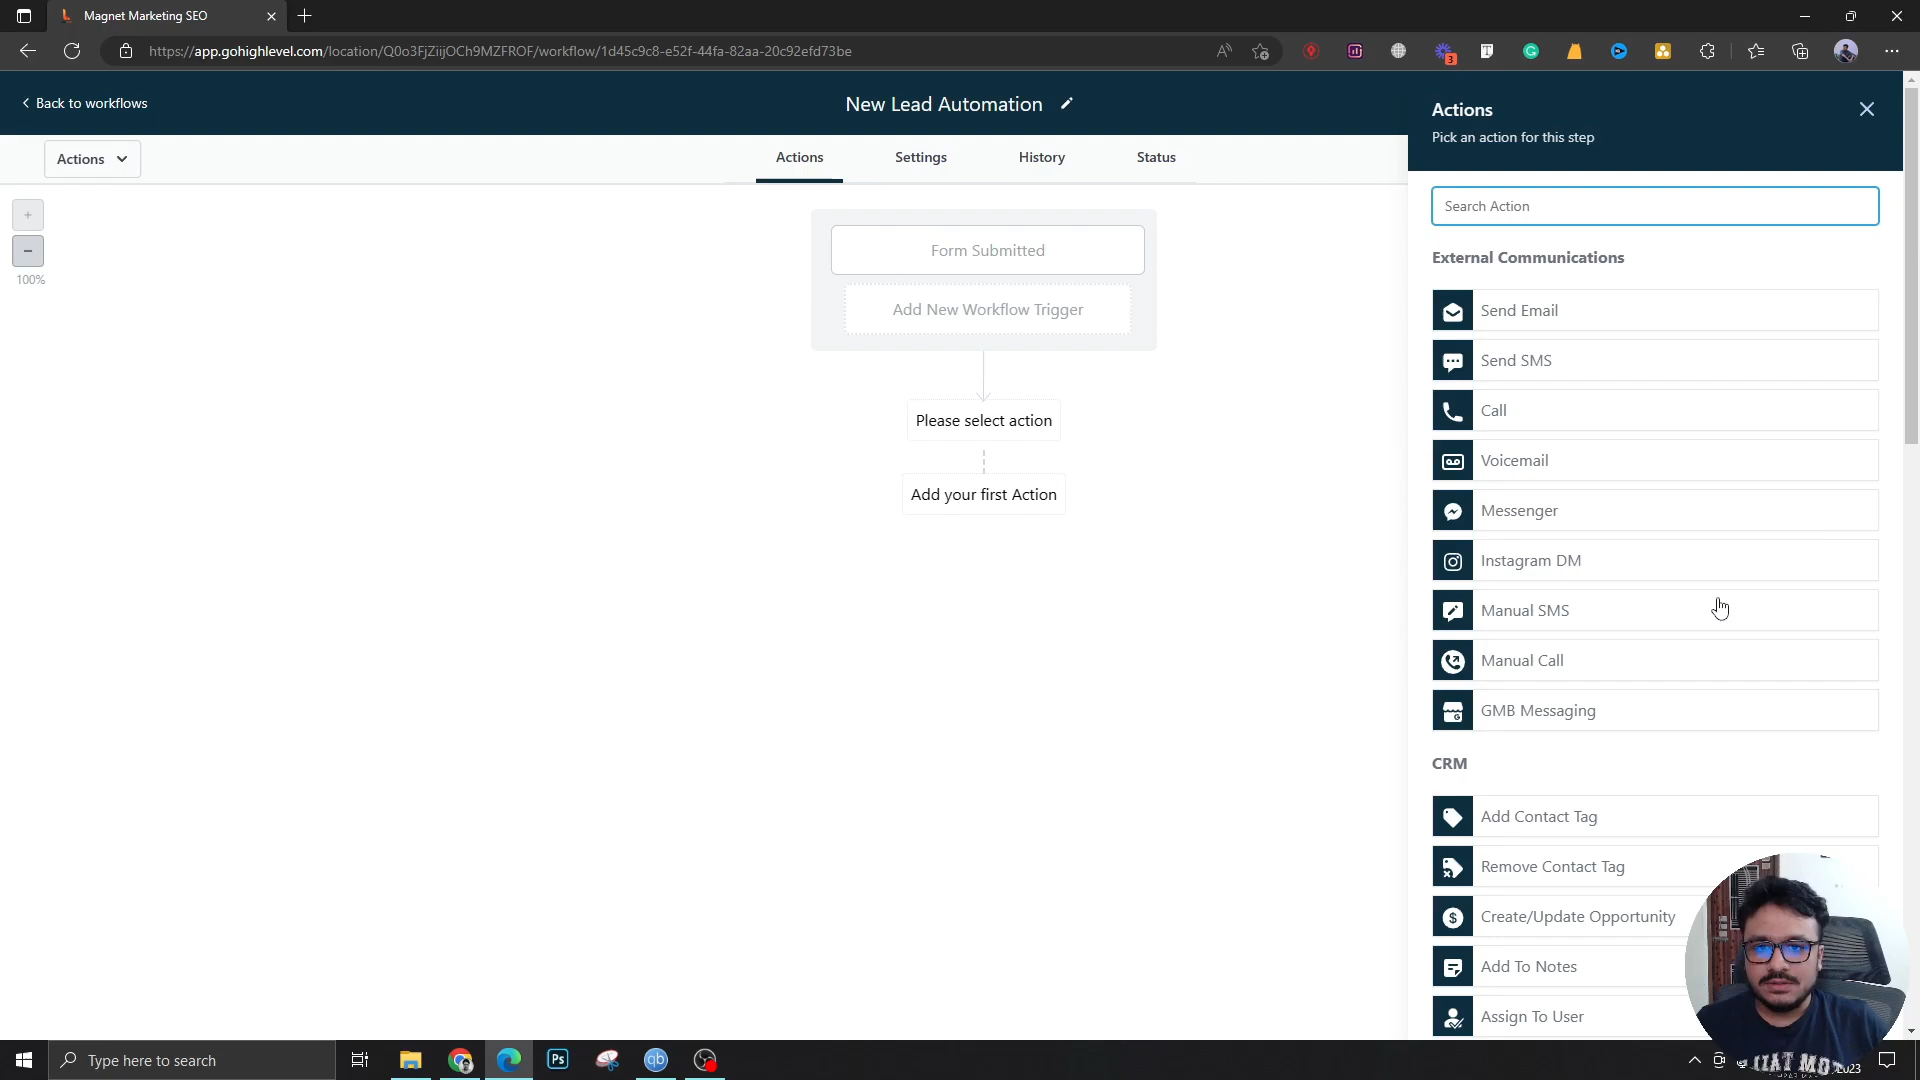 Magnet Marketing SEO
https://app.gohighlevel.com/location/Q0o3FjZiijOCh9MZFROF/workflow/1d45c9c8-e52f-44fa-82aa-20c92efd73be
3
Back to workflows
New Lead Automation
Actions
Pick an action for this step
Actions
Actions
Settings
History
Status
Search Action
100%
Form Submitted
Add New Workflow Trigger
Please select action
Add your first Action
External Communications
Send Email
Send SMS
Call
Voicemail
Messenger
Instagram DM
Manual SMS
Manual Call
GMB Messaging
CRM
Add Contact Tag
Remove Contact Tag
Create/Update Opportunity
Add To Notes
Assign To User
Type here to search
Ps
qb